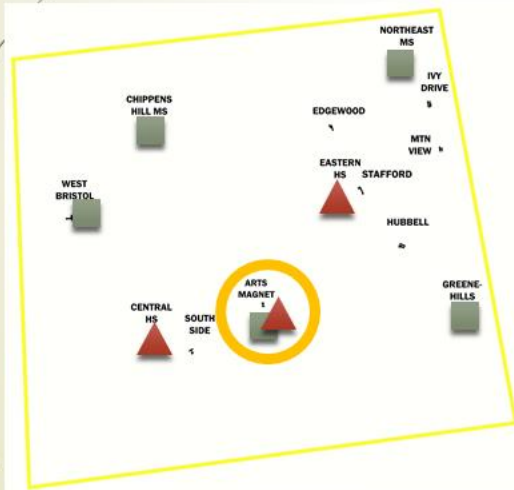 NORTHEAST
MS
IVY
DRIVE
CHIPPENS
HILL MS
EDGEWOOD
MTN
VIEW
EASTERN
HS
STAFFORD
WEST
BRISTOL
HUBBELL
ARTS
MAGNET
GREENE-
HILLS
CENTRAL
HS
SOUTH
SIDE